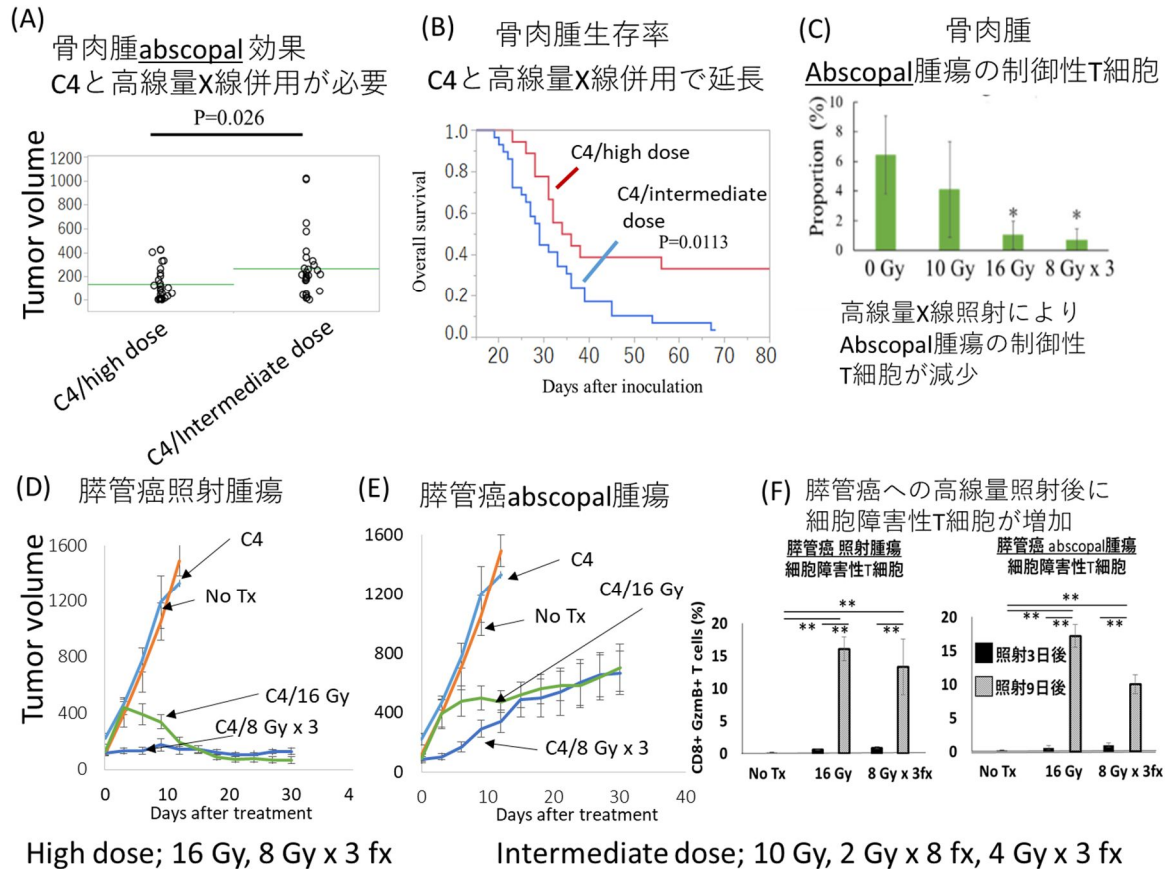 (A)
骨肉腫abscopal 効果
C4と高線量X線併用が必要
P=0.026
Tumor volume
1200
1000
800
600
400
200
0
C4/high dose
C4/Intermediate dose
(B)
骨肉腫生存率
C4と高線量X線併用で延長
Overall survival
1.0
0.8
0.6
0.4
0.2
0.0
C4/high dose
C4/intermediate
dose
P=0.0113
20 30 40 50 60 70 80
Days after inoculation
(C)
骨肉腫
Abscopal腫瘍の制御性T細胞
Proportion (%)
10
8
6
4
2
0
* *
0 Gy 10 Gy 16 Gy 8 Gy x 3
高線量X線照射により
Abscopal腫瘍の制御性
T細胞が減少
(D) 膵管癌照射腫瘍
Tumor volume
1600
1200
800
400
0
C4
No Tx
C4/16 Gy
C4/8 Gy x 3
0 10 20 30 4
Days after treatment
(E) 膵管癌abscopal腫瘍
1600
1200
800
400
0
C4
C4/16 Gy
No Tx
C4/8 Gy x 3
0 10 20 30 40
Days after treatment
(F) 膵管癌への高線量照射後に
細胞障害性T細胞が増加
膵管癌 照射腫瘍
細胞障害性T細胞
CD8+ GzmB+ T cells (%)
20
15
10
5
0
**
** ** **
No Tx 16 Gy 8 Gy x 3fx
膵管癌 abscopal腫瘍
細胞障害性T細胞
20
15
10
5
0
**
** ** **
照射3日後
照射9日後
No Tx 16 Gy 8 Gy x 3fx
High dose; 16 Gy, 8 Gy x 3 fx
Intermediate dose; 10 Gy, 2 Gy x 8 fx, 4 Gy x 3 fx